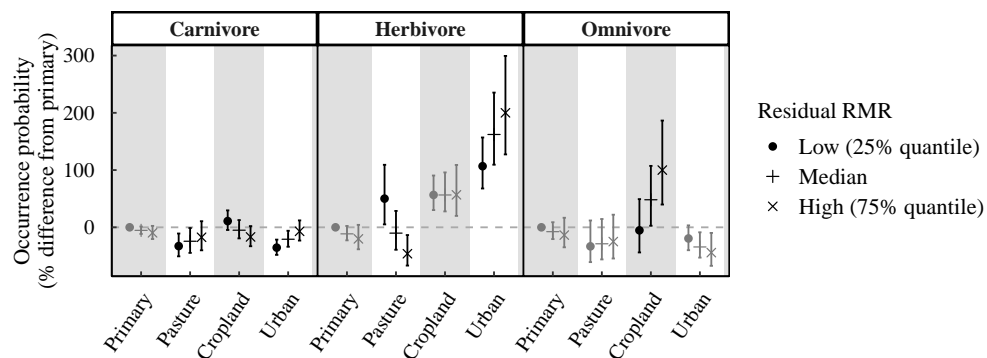 Carnivore Herbivore Omnivore
Occurrence probability
(% difference from primary)
300
200
100
0
Primary Pasture Cropland Urban Primary Pasture Cropland Urban Primary Pasture Cropland Urban
Residual RMR
Low (25% quantile)
Median
High (75% quantile)